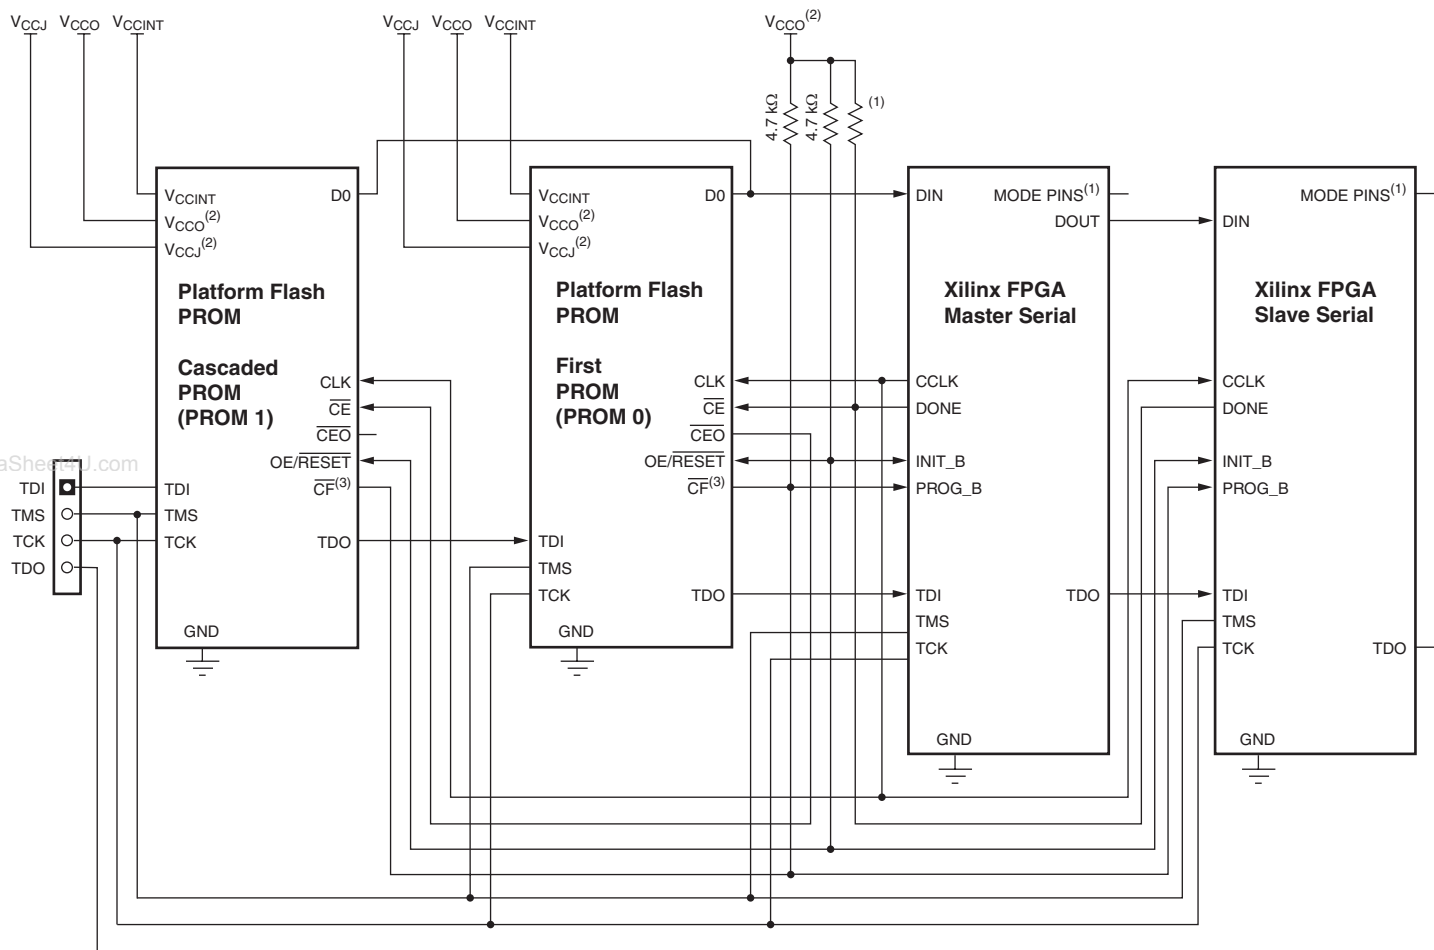 VCCJ VCCO VCCINT
VCCJ VCCO VCCINT
VCCO(2)
4.7 kΩ
4.7 kΩ
(1)
VCCINT
VCCO(2)
VCCJ(2)
D0
Platform Flash
PROM
Cascaded
PROM
(PROM 1)
CLK
CE
CEO
OE/RESET
CF(3)
TDI
TMS
TCK
TDO
GND
aSheet4U.com
TDI
TMS
TCK
TDO
VCCINT
VCCO(2)
VCCJ(2)
D0
Platform Flash
PROM
First
PROM
(PROM 0)
CLK
CE
CEO
OE/RESET
CF(3)
TDI
TMS
TCK
TDO
GND
DIN
MODE PINS(1)
DOUT
Xilinx FPGA
Master Serial
CCLK
DONE
INIT_B
PROG_B
TDI
TMS
TCK
TDO
GND
MODE PINS(1)
DIN
Xilinx FPGA
Slave Serial
CCLK
DONE
INIT_B
PROG_B
TDI
TMS
TCK
TDO
GND